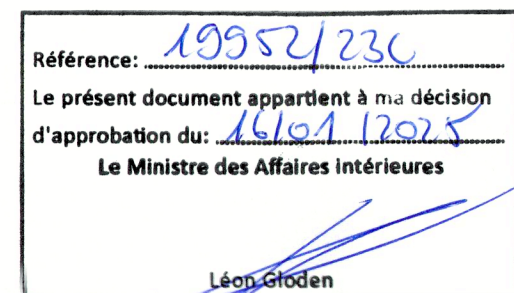 Référence: 19952/23C
Le présent document appartient à ma décision
d'approbation du: 16/01/2025
Le Ministre des Affaires intérieures
Léon Gloden